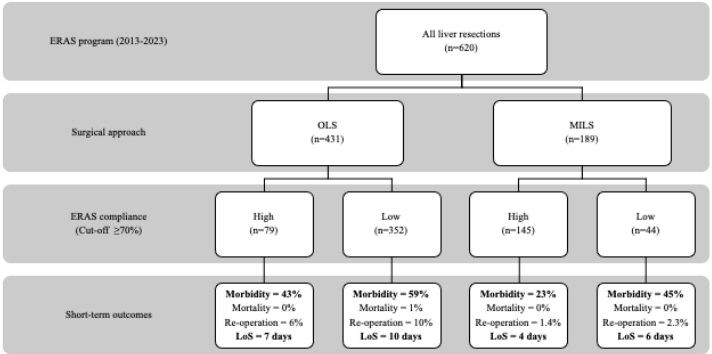 ERAS program (2013-2023)
All liver resections
(n=620)
Surgical approach
OLS
(n=431)
MILS
(n=189)
ERAS compliance
(Cut-off ≥70%)
High
(n=79)
Low
(n=352)
High
(n=145)
Low
(n=44)
Short-term outcomes
Morbidity = 43%
Mortality = 0%
Re-operation = 6%
LoS = 7 days
Morbidity = 59%
Mortality = 1%
Re-operation = 10%
LoS = 10 days
Morbidity = 23%
Mortality = 0%
Re-operation = 1.4%
LoS = 4 days
Morbidity = 45%
Mortality = 0%
Re-operation = 2.3%
LoS = 6 days